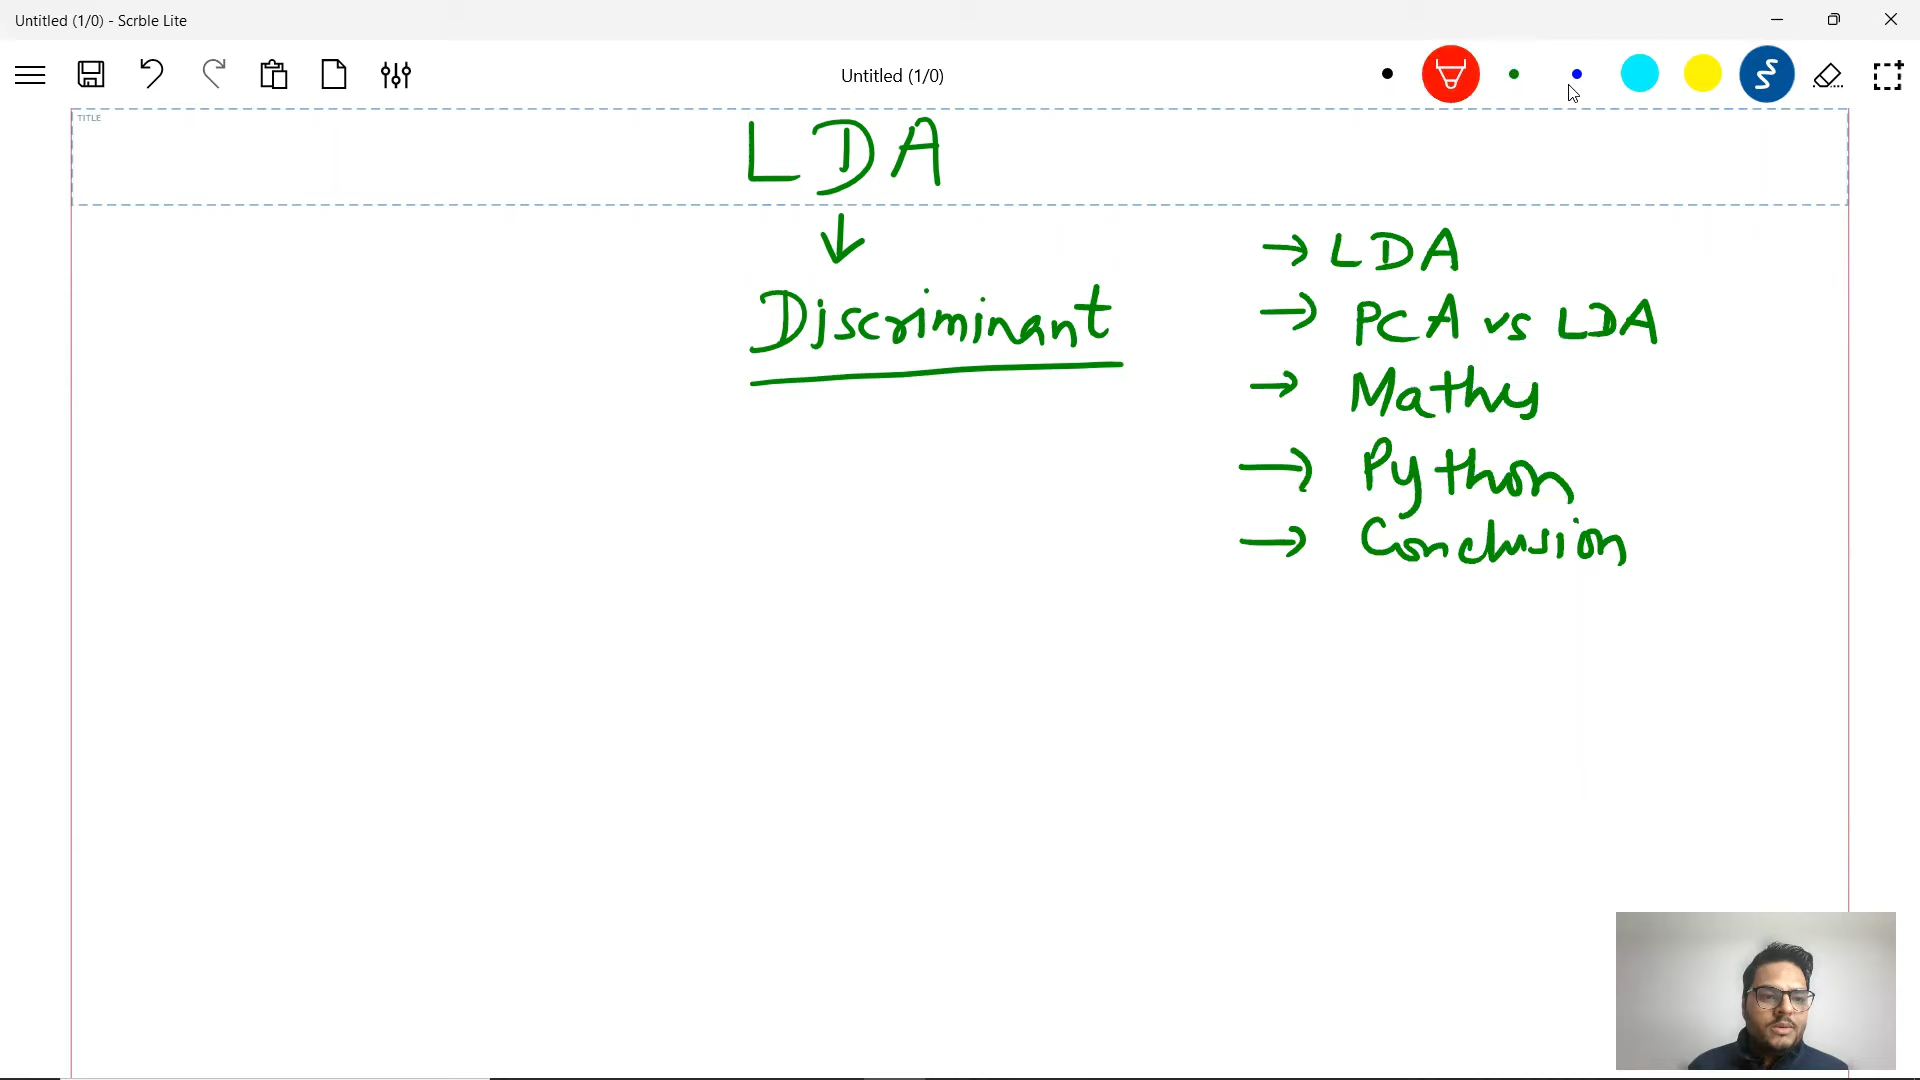 Untitled (1/0) - Scrble Lite
Untitled (1/0)
TITLE
LDA
↓
Discriminant
→ LDA
→ PCA vs LDA
→ Maths
→ Python
→ Conclusion